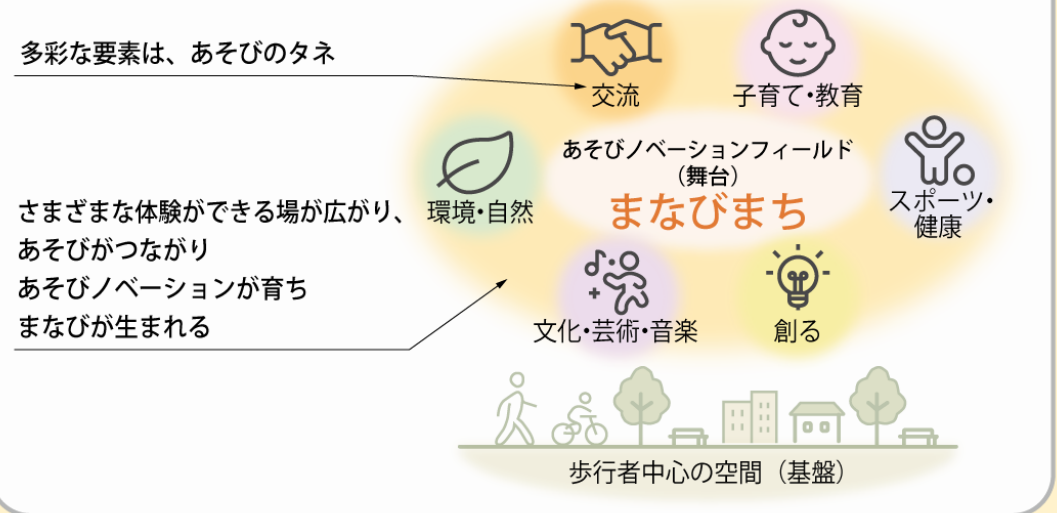 多彩な要素は、あそびのタネ
交流
子育て・教育
あそびノベーションフィールド
（舞台）
まなびまち
環境・自然
スポーツ・
健康
さまざまな体験ができる場が広がり、
あそびがつながり
あそびノベーションが育ち
まなびが生まれる
文化・芸術・音楽
創る
歩行者中心の空間（基盤）